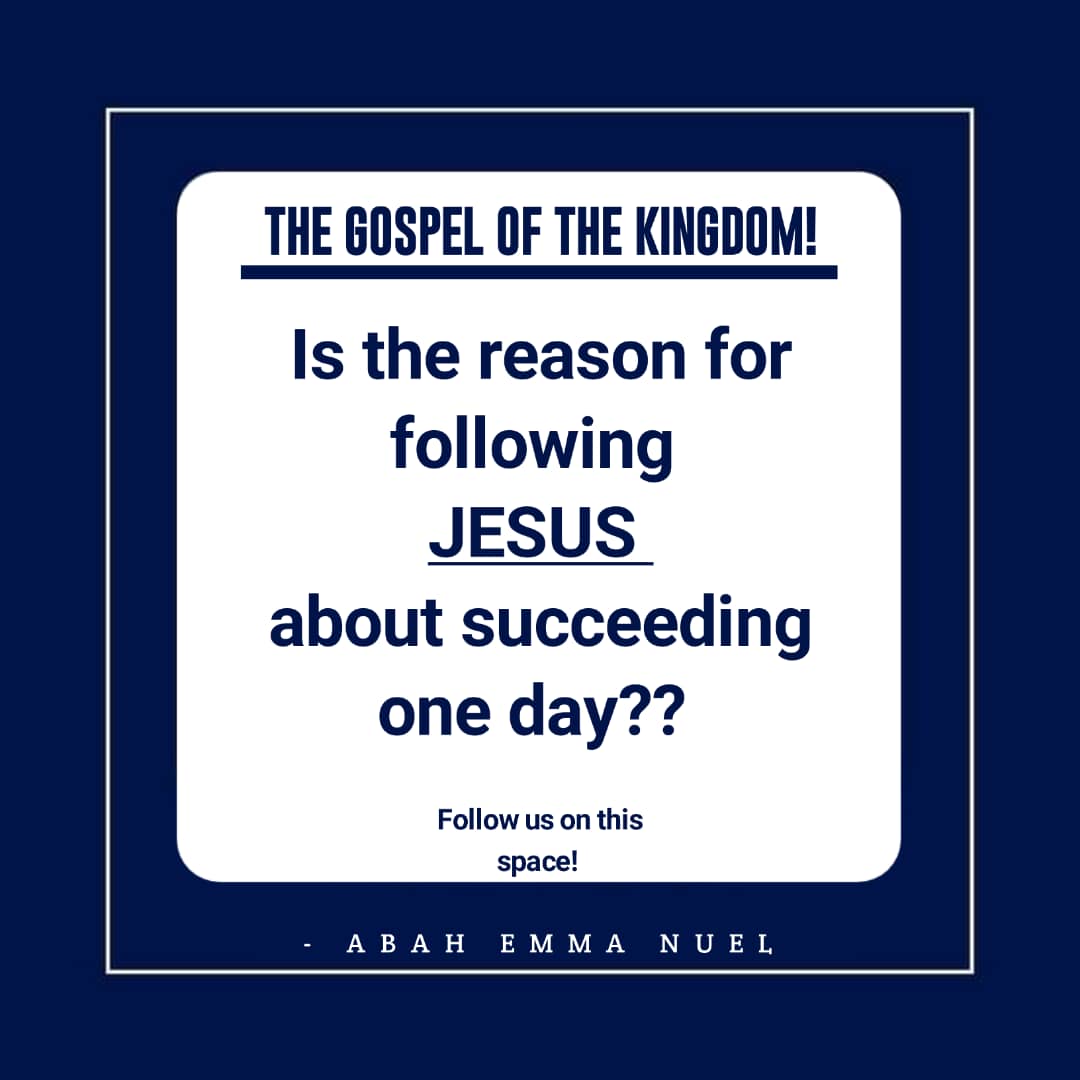 THE GOSPEL OF THE KINGDOM!
Is the reason for
following
JESUS
about succeeding
one day??
Follow us on this
space!
- ABAH EMMA NUEL